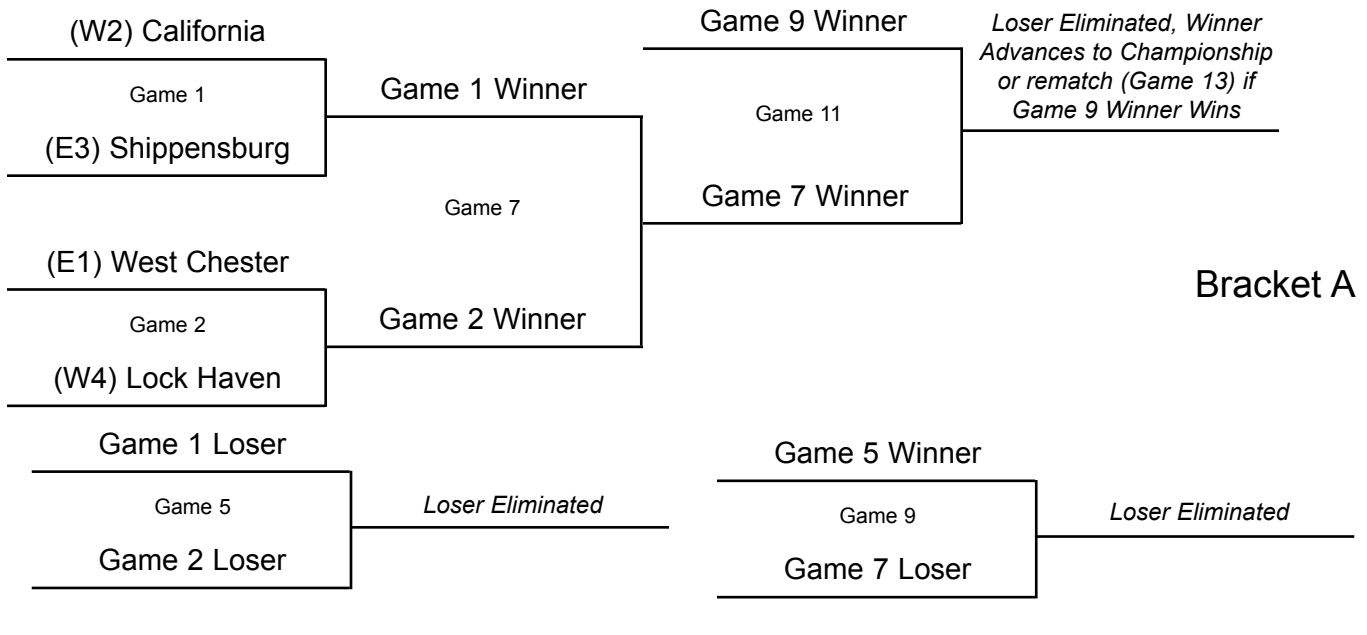 (W2) California
Game 1
(E3) Shippensburg
Game 1 Winner
Game 7
(E1) West Chester
Game 2
(W4) Lock Haven
Game 2 Winner
Game 9 Winner
Game 11
Game 7 Winner
Loser Eliminated, Winner
Advances to Championship
or rematch (Game 13) if
Game 9 Winner Wins
Bracket A
Game 1 Loser
Game 5
Game 2 Loser
Loser Eliminated
Game 5 Winner
Game 9
Game 7 Loser
Loser Eliminated